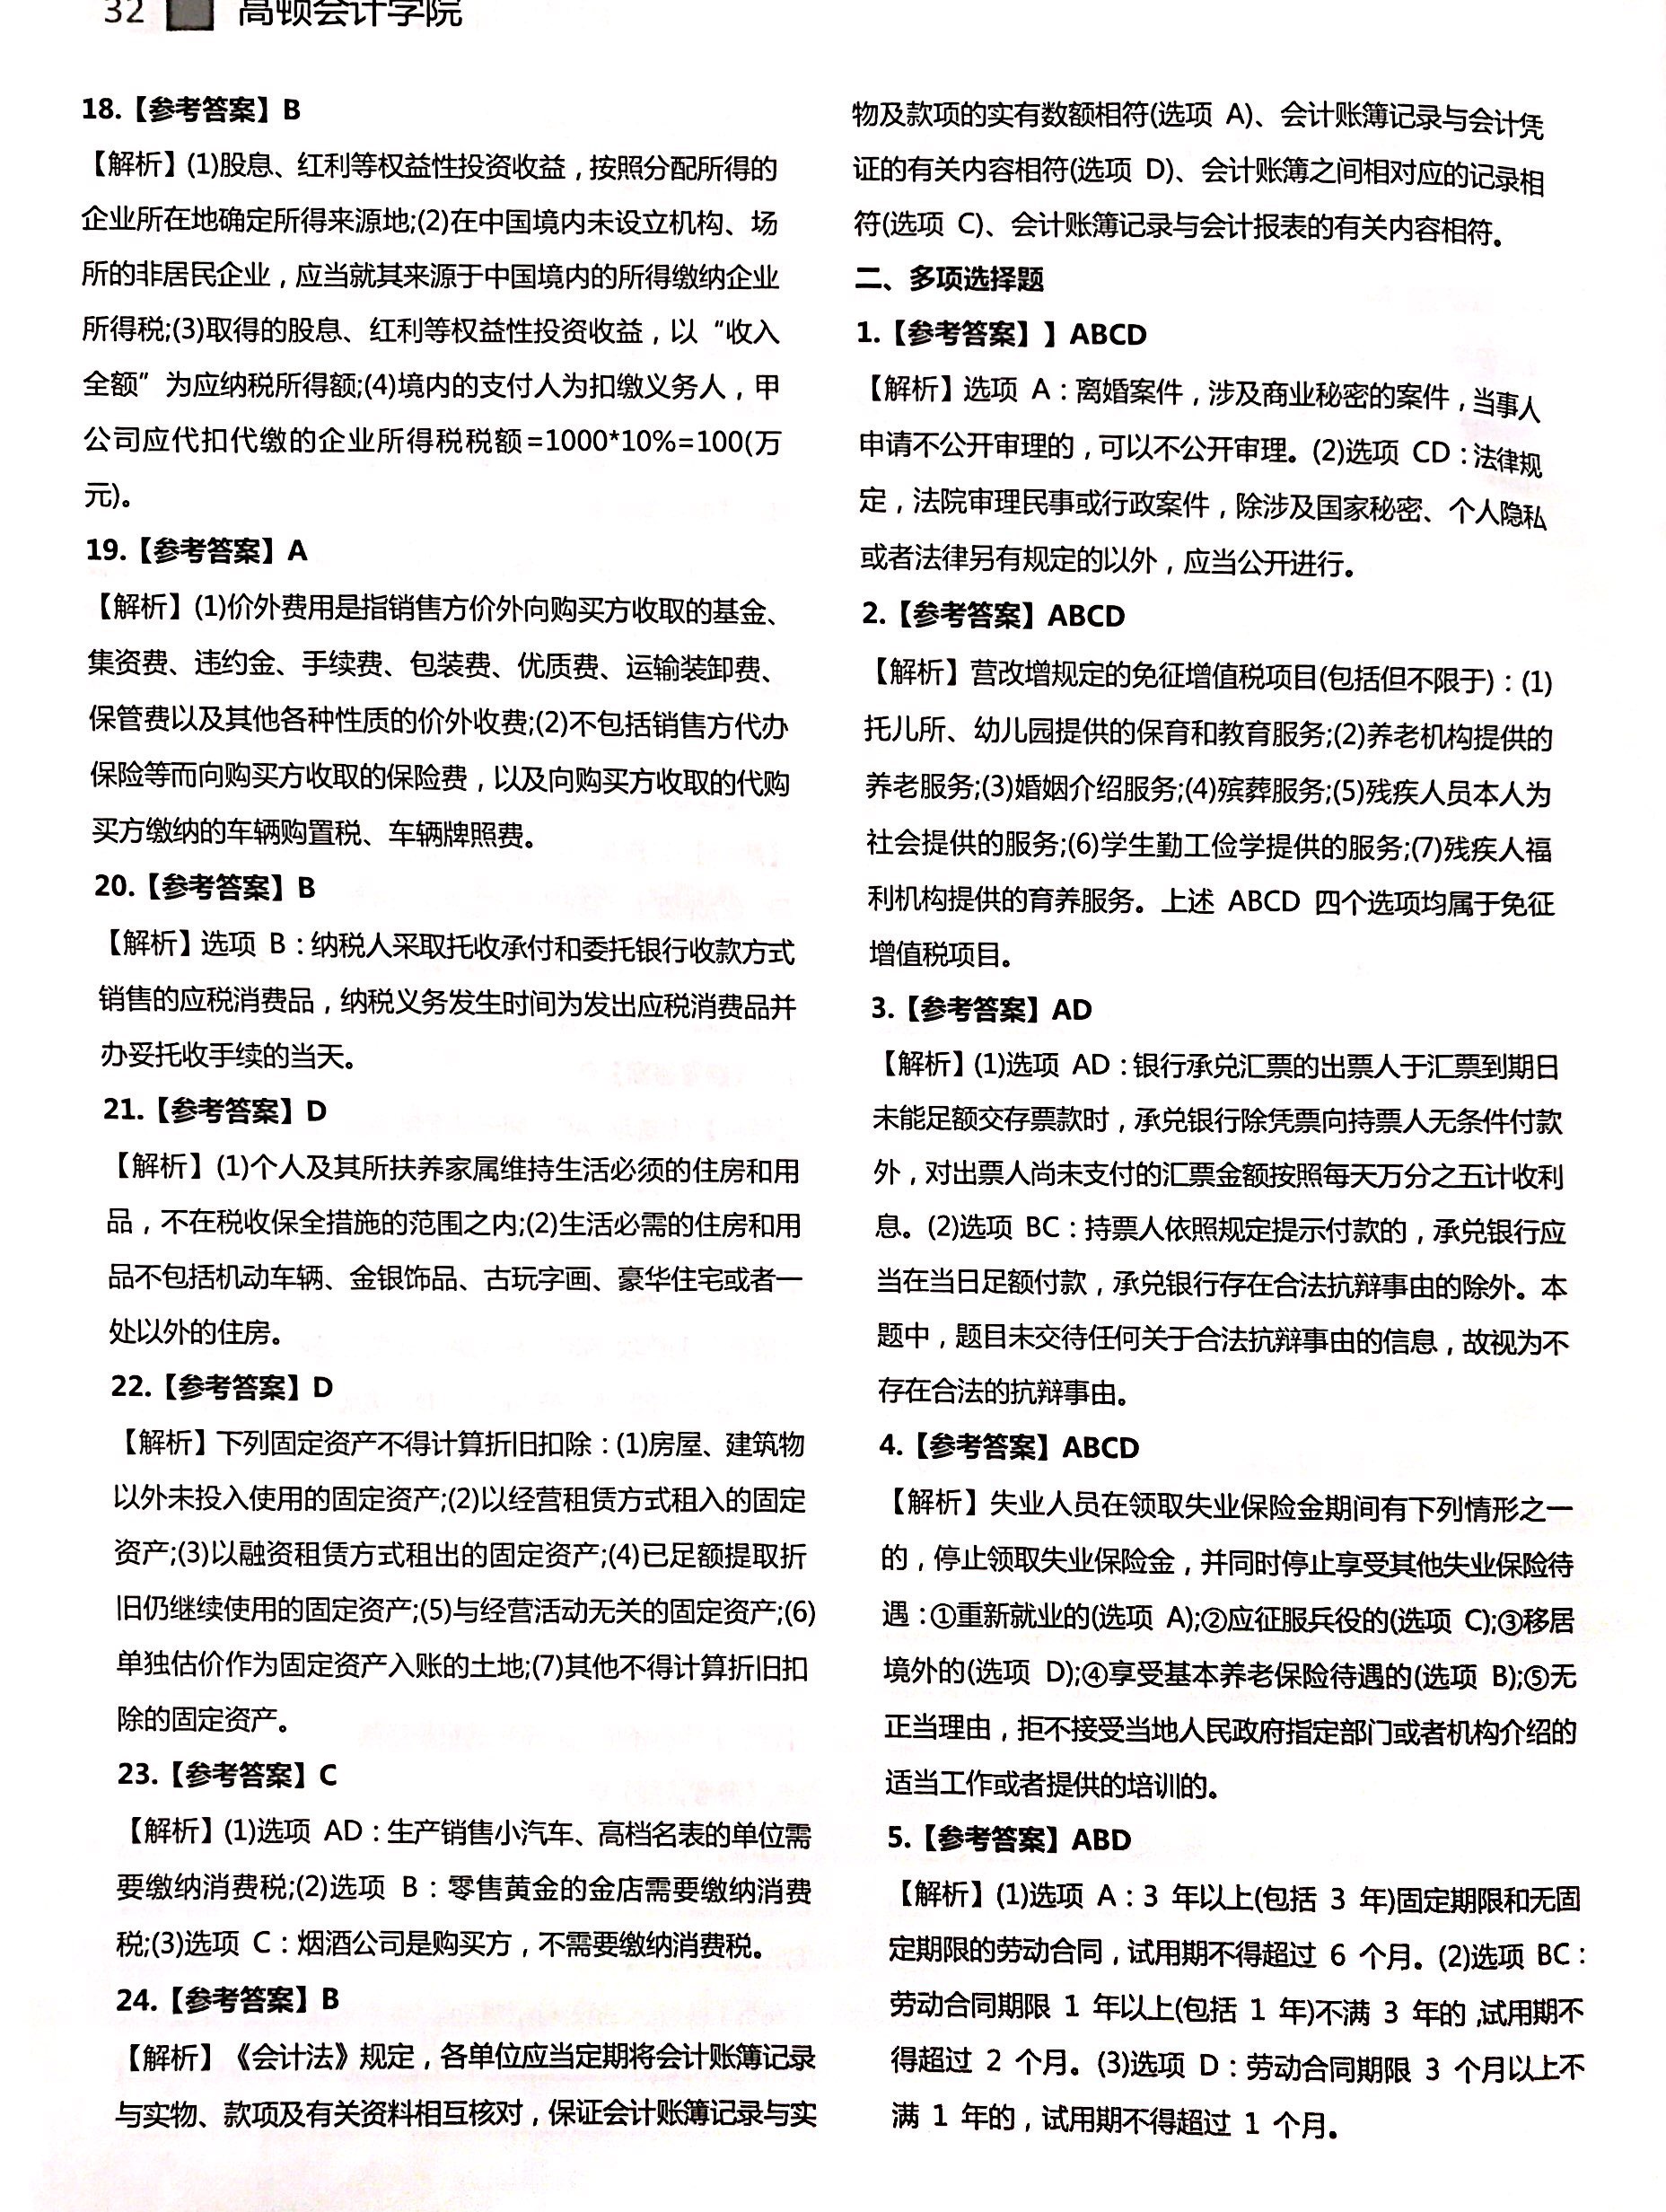 32 高顿会计学院
18.【参考答案】B
【解析】(1)股息、红利等权益性投资收益，按照分配所得的
企业所在地确定所得来源地;(2)在中国境内未设立机构、场
所的非居民企业，应当就其来源于中国境内的所得缴纳企业
所得税;(3)取得的股息、红利等权益性投资收益，以“收入
全额”为应纳税所得额;(4)境内的支付人为扣缴义务人，甲
公司应代扣代缴的企业所得税税额=1000*10%=100(万
元)。
19.【参考答案】A
【解析】(1)价外费用是指销售方价外向购买方收取的基金、
集资费、违约金、手续费、包装费、优质费、运输装卸费、
保管费以及其他各种性质的价外收费;(2)不包括销售方代办
保险等而向购买方收取的保险费，以及向购买方收取的代购
买方缴纳的车辆购置税、车辆牌照费。
20.【参考答案】B
【解析】选项 B：纳税人采取托收承付和委托银行收款方式
销售的应税消费品，纳税义务发生时间为发出应税消费品并
办妥托收手续的当天。
21.【参考答案】D
【解析】(1)个人及其所扶养家属维持生活必须的住房和用
品，不在税收保全措施的范围之内;(2)生活必需的住房和用
品不包括机动车辆、金银饰品、古玩字画、豪华住宅或者一
处以外的住房。
22.【参考答案】D
【解析】下列固定资产不得计算折旧扣除：(1)房屋、建筑物
以外未投入使用的固定资产;(2)以经营租赁方式租入的固定
资产;(3)以融资租赁方式租出的固定资产;(4)已足额提取折
旧仍继续使用的固定资产;(5)与经营活动无关的固定资产;(6)
单独估价作为固定资产入账的土地;(7)其他不得计算折旧扣
除的固定资产。
23.【参考答案】C
【解析】(1)选项 AD：生产销售小汽车、高档名表的单位需
要缴纳消费税;(2)选项 B：零售黄金的金店需要缴纳消费
税;(3)选项 C：烟酒公司是购买方，不需要缴纳消费税。
24.【参考答案】B
【解析】《会计法》规定，各单位应当定期将会计账簿记录
与实物、款项及有关资料相互核对，保证会计账簿记录与实
物及款项的实有数额相符(选项 A)、会计账簿记录与会计凭
证的有关内容相符(选项 D)、会计账簿之间相对应的记录相
符(选项 C)、会计账簿记录与会计报表的有关内容相符。
二、多项选择题
1.【参考答案】】ABCD
【解析】选项 A：离婚案件，涉及商业秘密的案件，当事人
申请不公开审理的，可以不公开审理。(2)选项 CD：法律规
定，法院审理民事或行政案件，除涉及国家秘密、个人隐私
或者法律另有规定的以外，应当公开进行。
2.【参考答案】ABCD
【解析】营改增规定的免征增值税项目(包括但不限于)：(1)
托儿所、幼儿园提供的保育和教育服务;(2)养老机构提供的
养老服务;(3)婚姻介绍服务;(4)殡葬服务;(5)残疾人员本人为
社会提供的服务;(6)学生勤工俭学提供的服务;(7)残疾人福
利机构提供的育养服务。上述 ABCD 四个选项均属于免征
增值税项目。
3.【参考答案】AD
【解析】(1)选项 AD：银行承兑汇票的出票人于汇票到期日
未能足额交存票款时，承兑银行除凭票向持票人无条件付款
外，对出票人尚未支付的汇票金额按照每天万分之五计收利
息。(2)选项 BC：持票人依照规定提示付款的，承兑银行应
当在当日足额付款，承兑银行存在合法抗辩事由的除外。本
题中，题目未交待任何关于合法抗辩事由的信息，故视为不
存在合法的抗辩事由。
4.【参考答案】ABCD
【解析】失业人员在领取失业保险金期间有下列情形之一
的，停止领取失业保险金，并同时停止享受其他失业保险待
遇：①重新就业的(选项 A);②应征服兵役的(选项 C);③移居
境外的(选项 D);④享受基本养老保险待遇的(选项 B);⑤无
正当理由，拒不接受当地人民政府指定部门或者机构介绍的
适当工作或者提供的培训的。
5.【参考答案】ABD
【解析】(1)选项 A：3 年以上(包括 3 年)固定期限和无固
定期限的劳动合同，试用期不得超过 6 个月。(2)选项 BC：
劳动合同期限 1 年以上(包括 1 年)不满 3 年的，试用期不
得超过 2 个月。(3)选项 D：劳动合同期限 3 个月以上不
满 1 年的，试用期不得超过 1 个月。